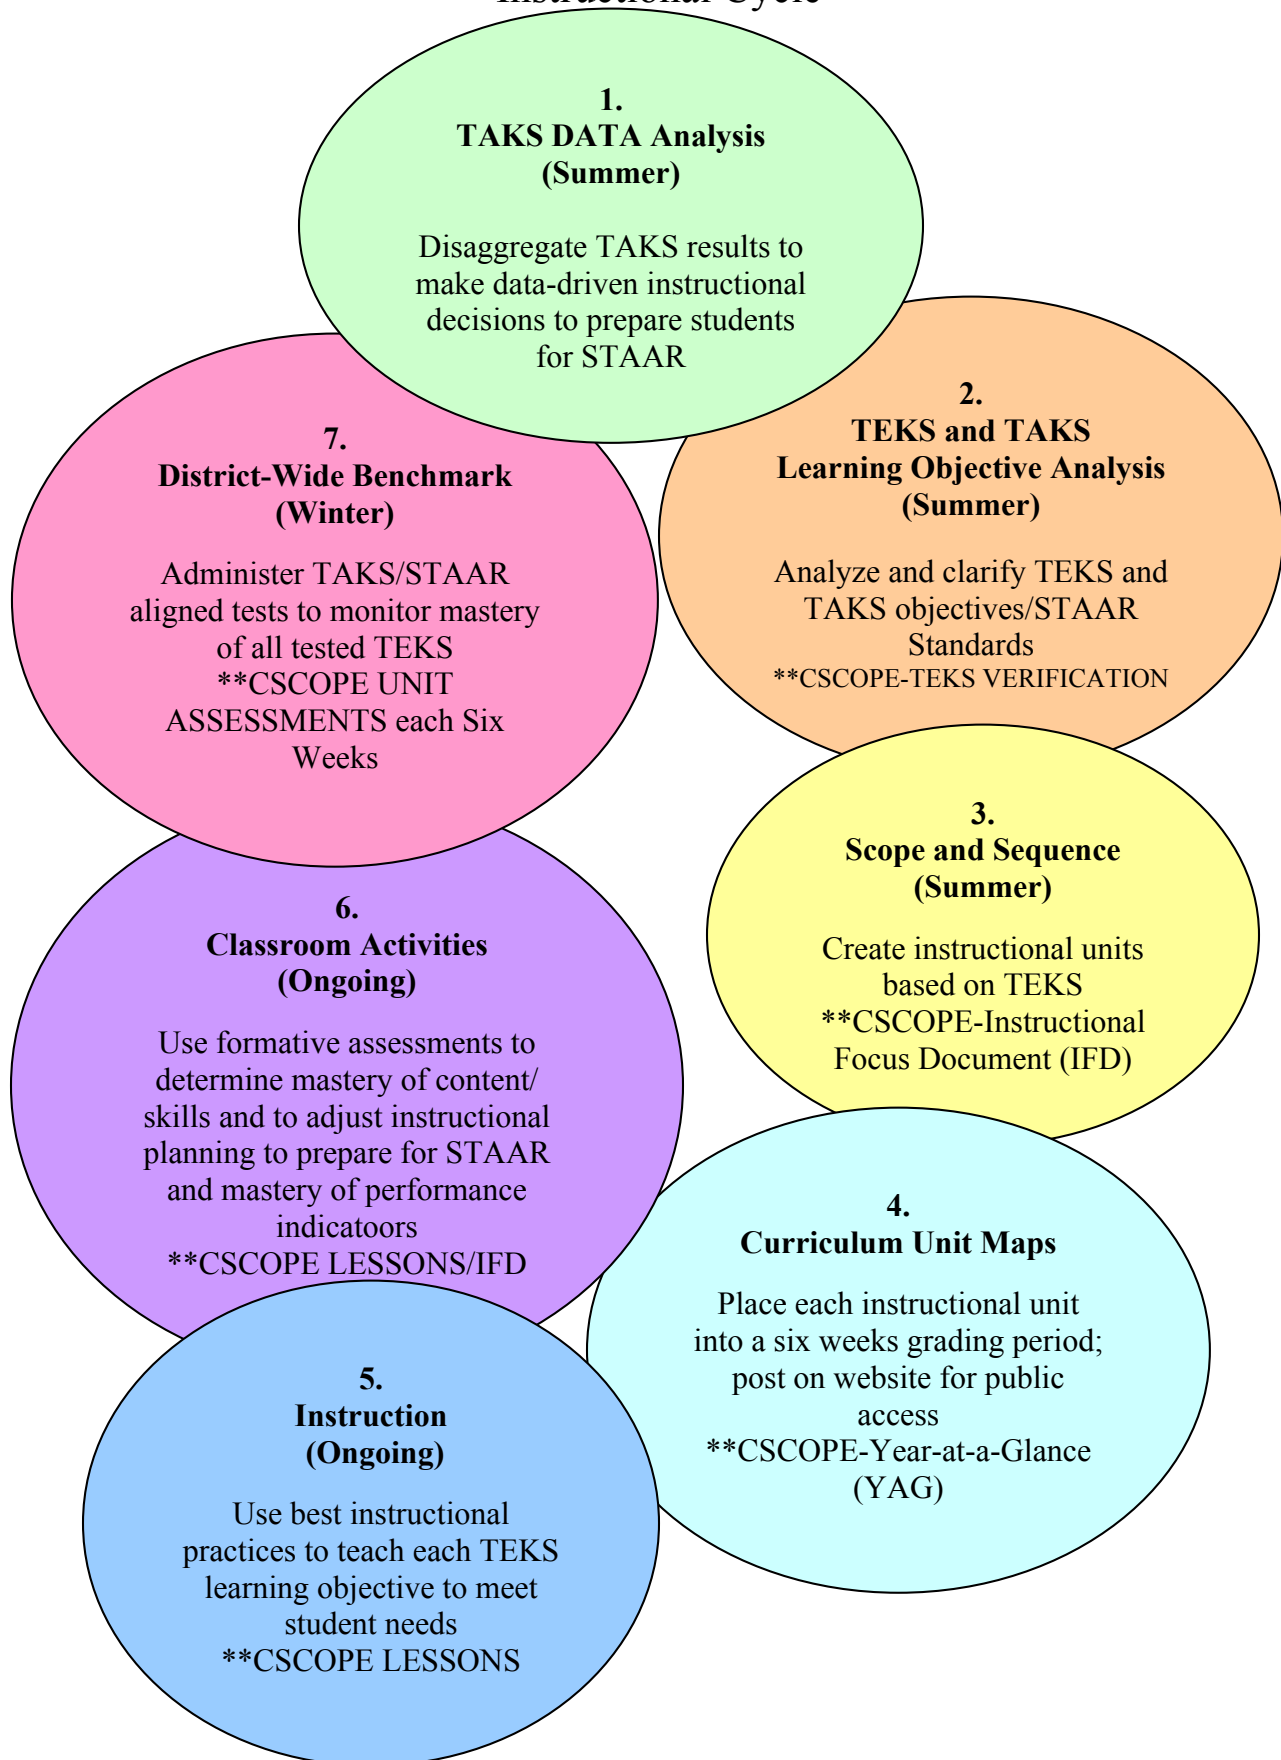 Instructional Cycle
1.
TAKS DATA Analysis
(Summer)
Disaggregate TAKS results to
make data-driven instructional
decisions to prepare students
for STAAR
2.
TEKS and TAKS
Learning Objective Analysis
(Summer)
Analyze and clarify TEKS and
TAKS objectives/STAAR
Standards
**CSCOPE-TEKS VERIFICATION
3.
Scope and Sequence
(Summer)
Create instructional units
based on TEKS
**CSCOPE-Instructional
Focus Document (IFD)
4.
Curriculum Unit Maps
Place each instructional unit
into a six weeks grading period;
post on website for public
access
**CSCOPE-Year-at-a-Glance
(YAG)
5.
Instruction
(Ongoing)
Use best instructional
practices to teach each TEKS
learning objective to meet
student needs
**CSCOPE LESSONS
6.
Classroom Activities
(Ongoing)
Use formative assessments to
determine mastery of content/
skills and to adjust instructional
planning to prepare for STAAR
and mastery of performance
indicatoors
**CSCOPE LESSONS/IFD
7.
District-Wide Benchmark
(Winter)
Administer TAKS/STAAR
aligned tests to monitor mastery
of all tested TEKS
**CSCOPE UNIT
ASSESSMENTS each Six
Weeks